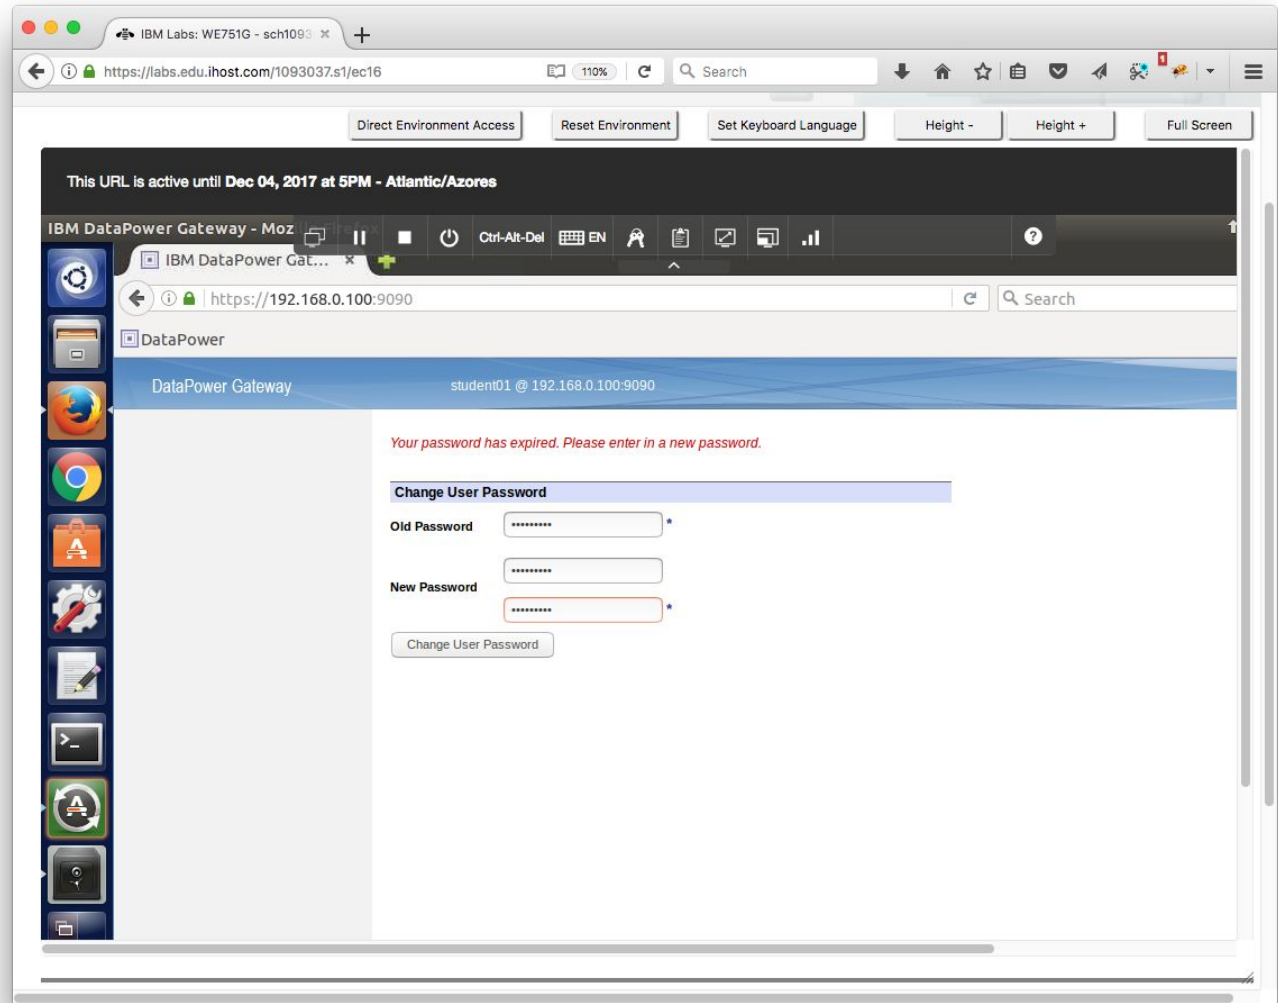 IBM Labs: WE751G - sch1093
https://labs.edu.ihost.com/1093037.s1/ec16
110%
Search
1
Direct Environment Access
Reset Environment
Set Keyboard Language
Height -
Height +
Full Screen
This URL is active until Dec 04, 2017 at 5PM - Atlantic/Azores
IBM DataPower Gateway - Mozilla Firefox
Ctrl-Alt-Del
EN
?
IBM DataPower Gat...
https://192.168.0.100:9090
Search
DataPower
DataPower Gateway
student01 @ 192.168.0.100:9090
Your password has expired. Please enter in a new password.
Change User Password
Old Password
*
New Password
*
Change User Password